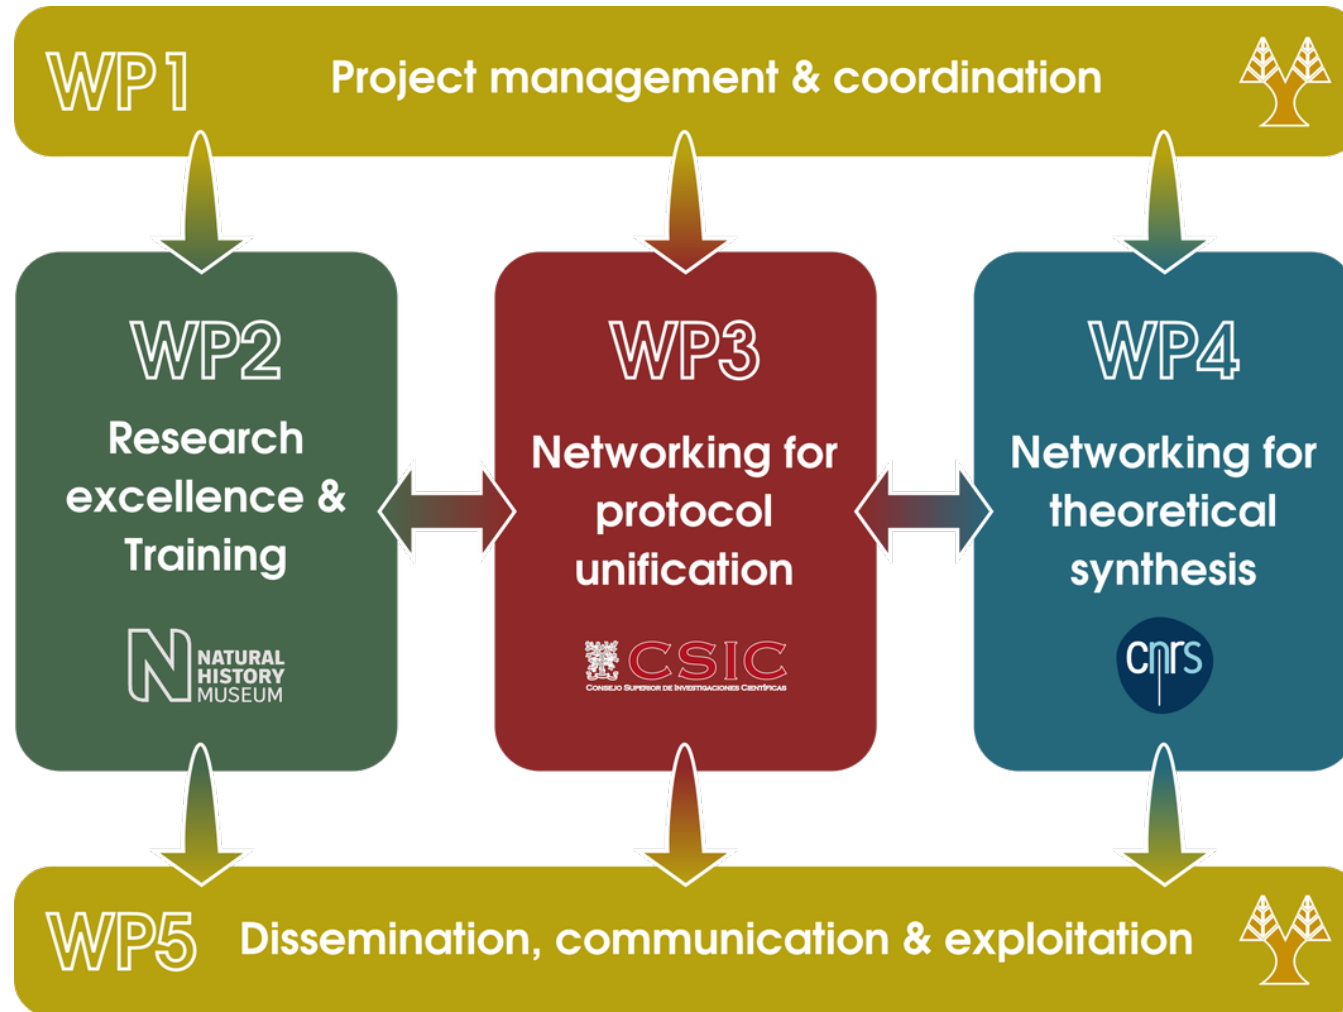 WP1
Project management & coordination
WP2
Research
excellence &
Training
NATURAL
HISTORY
MUSEUM
WP3
Networking for
protocol
unification
CSIC
CONSEJO SUPERIOR DE INVESTIGACIONES CIENTÍFICAS
WP4
Networking for
theoretical
synthesis
cnrs
WP5
Dissemination, communication & exploitation